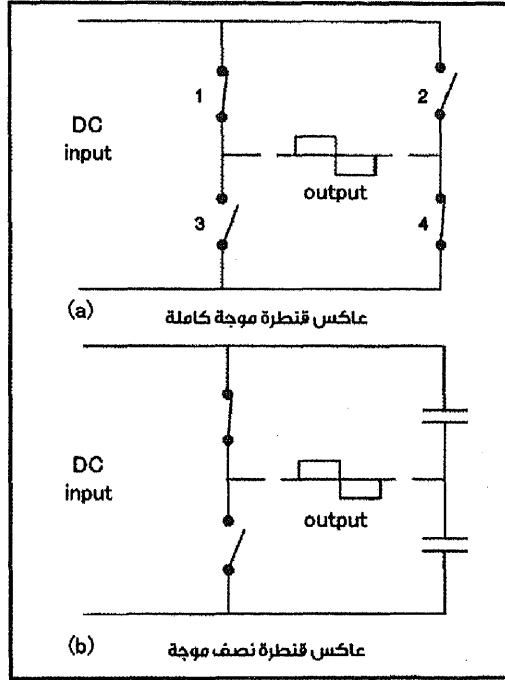 1
2
DC
input
output
3
4
(a)
عاكس قنطرة موجة كاملة
DC
input
output
(b)
عاكس قنطرة نصف موجة